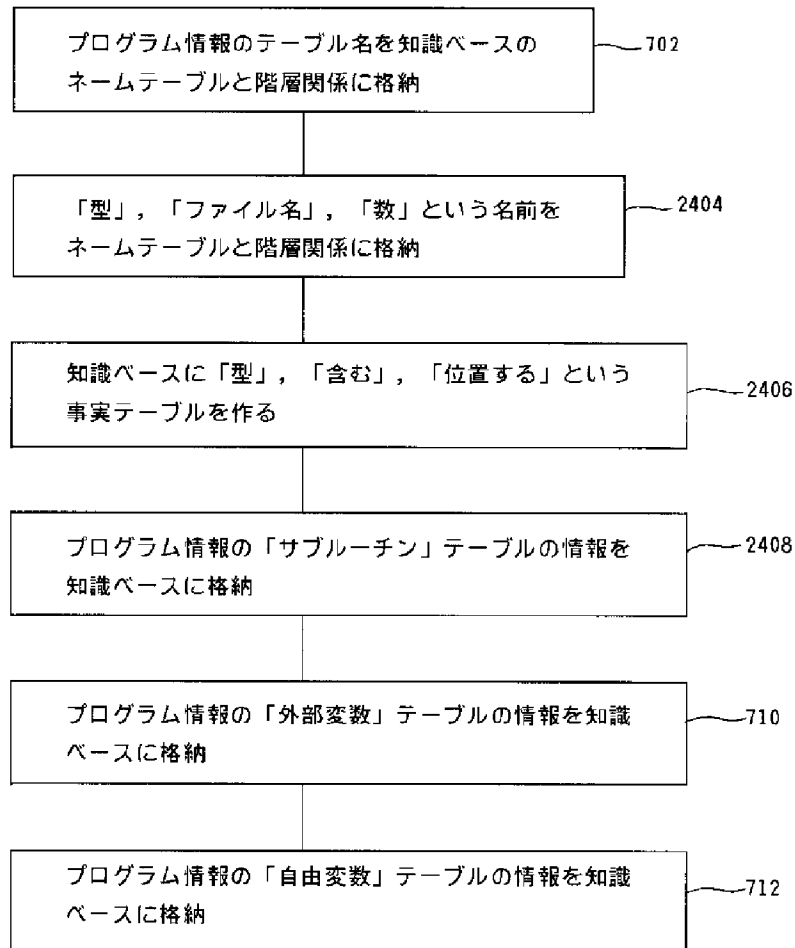 プログラム情報のテーブル名を知識ベースの
ネームテーブルと階層関係に格納
702
「型」,「ファイル名」,「数」という名前を
ネームテーブルと階層関係に格納
2404
知識ベースに「型」,「含む」,「位置する」という
事実テーブルを作る
2406
プログラム情報の「サブルーチン」テーブルの情報を
知識ベースに格納
2408
プログラム情報の「外部変数」テーブルの情報を知識
ベースに格納
710
プログラム情報の「自由変数」テーブルの情報を知識
ベースに格納
712